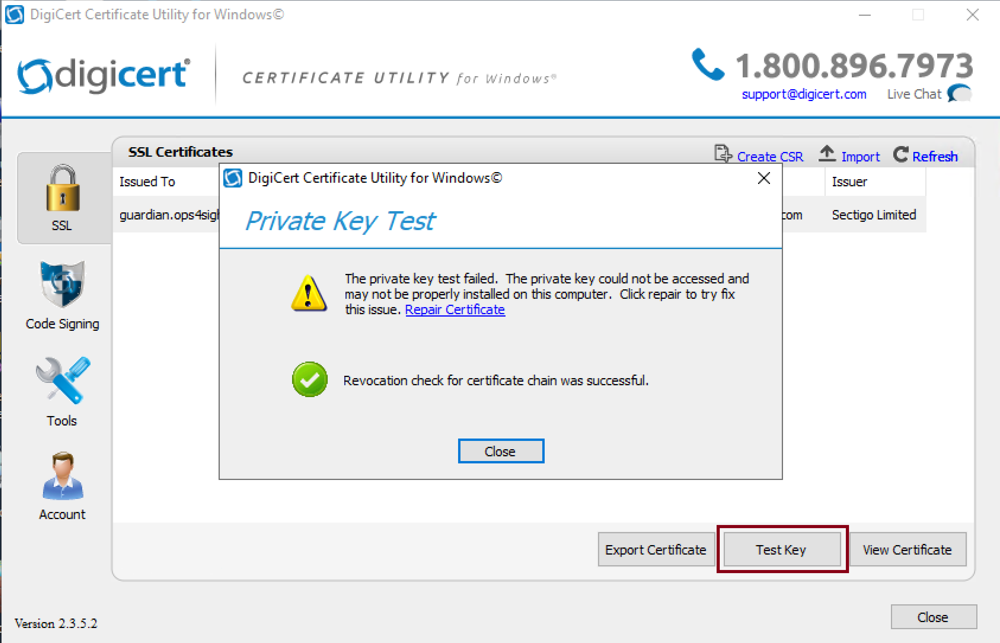 DigiCert Certificate Utility for Windows©
digicert®
CERTIFICATE UTILITY for Windows®
1.800.896.7973
support@digicert.com Live Chat
SSL Certificates
Create CSR Import Refresh
Issued To
Issuer
guardian.ops4sigh
com
Sectigo Limited
DigiCert Certificate Utility for Windows©
Private Key Test
The private key test failed. The private key could not be accessed and
may not be properly installed on this computer. Click repair to try fix
this issue. Repair Certificate
Revocation check for certificate chain was successful.
Close
SSL
Code Signing
Tools
Account
Export Certificate
Test Key
View Certificate
Version 2.3.5.2
Close